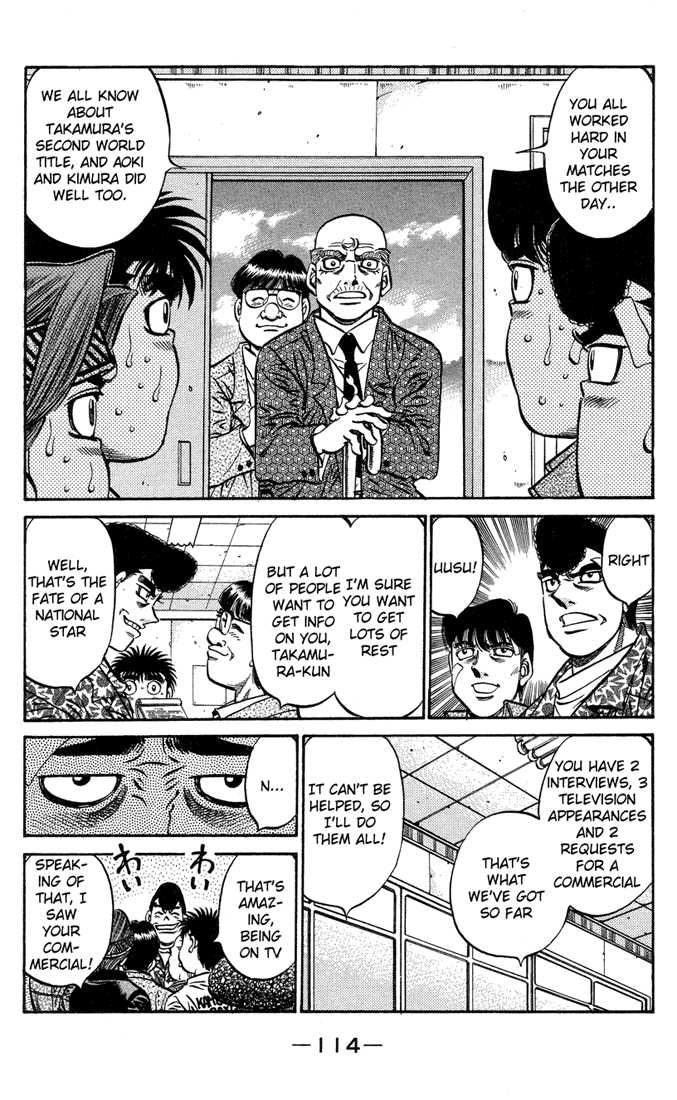 YOU ALL
WORKED
HARD IN
YOUR
MATCHES
THE OTHER
DAY..
WE ALL KNOW
ABOUT
TAKAMURA'S
SECOND WORLD
TITLE, AND AOKI
AND KIMURA DID
WELL TOO.
RIGHT
UUSU!
I'M SURE
YOU WANT
TO GET
LOTS OF
REST
BUT A LOT
OF PEOPLE
WANT TO
GET INFO
ON YOU,
TAKAMU-
RA-KUN
WELL,
THAT'S THE
FATE OF A
NATIONAL
STAR
YOU HAVE 2
INTERVIEWS, 3
TELEVISION
APPEARANCES
AND 2
REQUESTS
FOR A
COMMERCIAL
THAT'S
WHAT
WE'VE GOT
SO FAR
IT CAN'T BE
HELPED, SO
I'LL DO
THEM ALL!
N...
THAT'S
AMAZ-
ING,
BEING
ON TV
わい
わい
SPEAK-
ING OF
THAT, I
SAW
YOUR
COM-
MERCIAL!
—114—